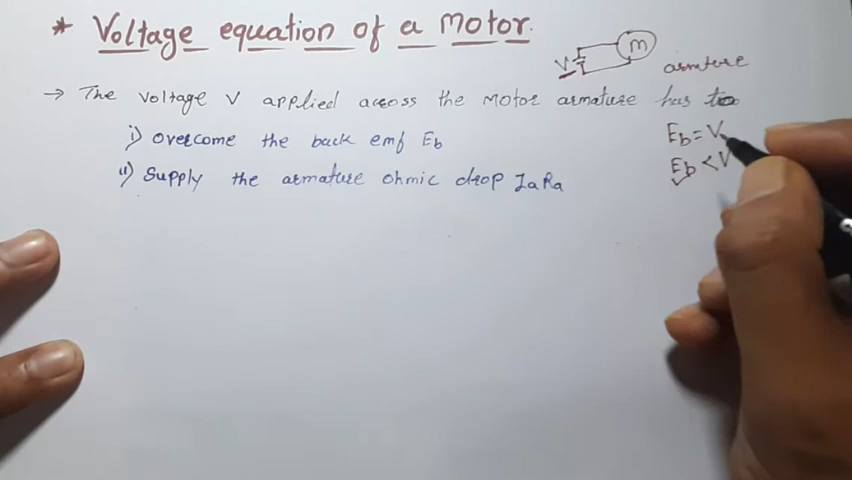 * Voltage equation of a Motor.
V M
armture
→ The voltage V applied across the Motor armature has to
i) overcome the back emf Eb
Eb = V
ii) Supply the armature ohmic drop IaRa
Eb < V